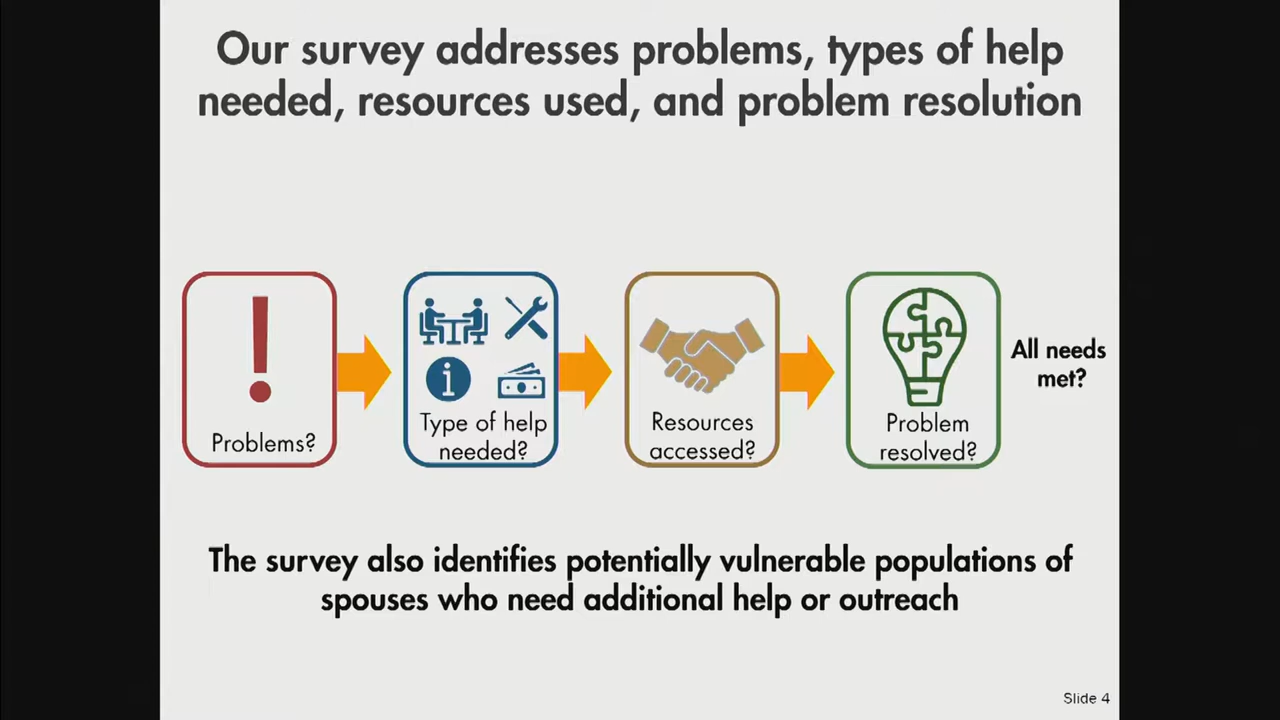 Our survey addresses problems, types of help
needed, resources used, and problem resolution
Problems?
Type of help
needed?
Resources
accessed?
Problem
resolved?
All needs
met?
The survey also identifies potentially vulnerable populations of
spouses who need additional help or outreach
Slide 4